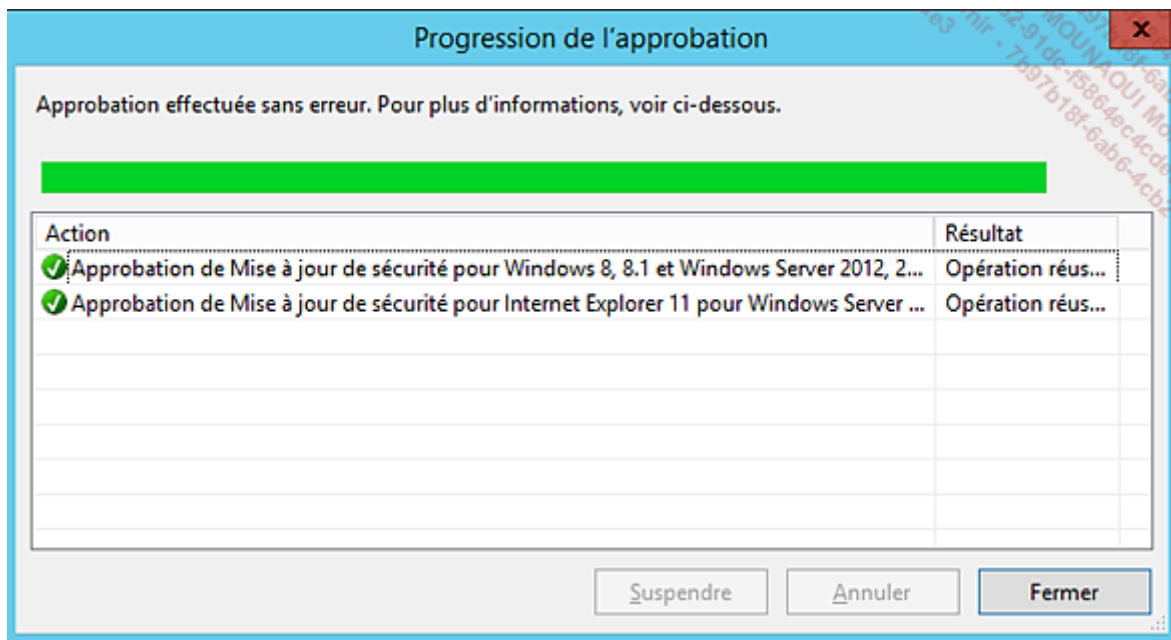 Progression de l'approbation
x
Approbation effectuée sans erreur. Pour plus d'informations, voir ci-dessous.
Action Résultat
Approbation de Mise à jour de sécurité pour Windows 8, 8.1 et Windows Server 2012, 2... Opération réus...
Approbation de Mise à jour de sécurité pour Internet Explorer 11 pour Windows Server ... Opération réus...
Suspendre Annuler Fermer